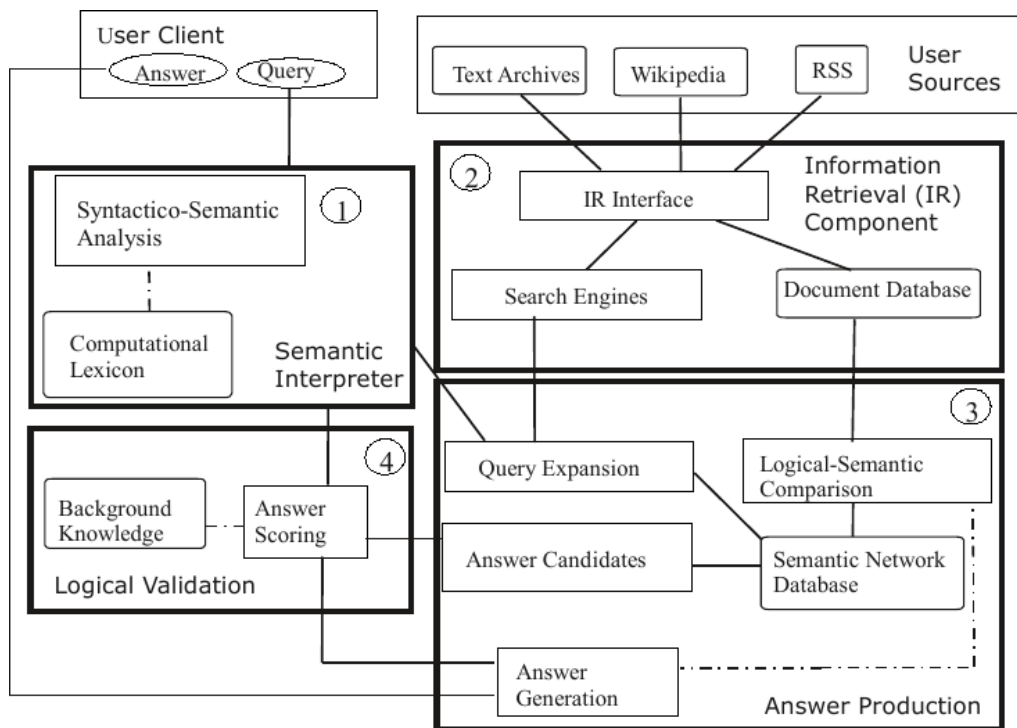 User Client
Answer
Query
Text Archives
Wikipedia
RSS
User
Sources
1
Syntactico-Semantic
Analysis
Computational
Lexicon
Semantic
Interpreter
2
IR Interface
Information
Retrieval (IR)
Component
Search Engines
Document Database
3
Query Expansion
Logical-Semantic
Comparison
Answer Candidates
Semantic Network
Database
Answer
Generation
Answer Production
4
Background
Knowledge
Answer
Scoring
Logical Validation